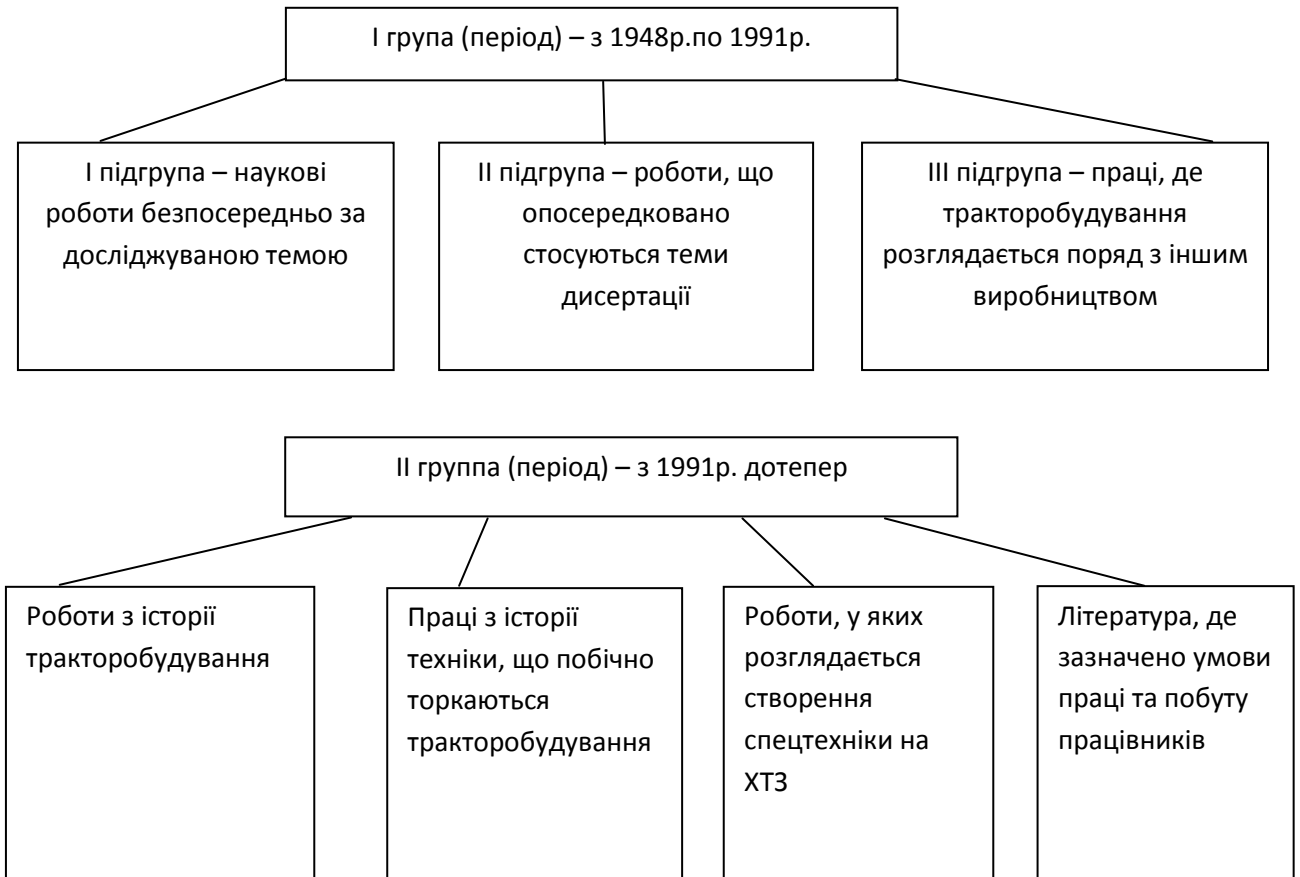 І група (період) – з 1948р.по 1991р.
І підгрупа – наукові
роботи безпосередньо за
досліджуваною темою
ІІ підгрупа – роботи, що
опосередковано
стосуються теми
дисертації
ІІІ підгрупа – праці, де
тракторобудування
розглядається поряд з іншим
виробництвом
ІІ группа (період) – з 1991р. дотепер
Роботи з історії
тракторобудування
Праці з історії
техніки, що побічно
торкаються
тракторобудування
Роботи, у яких
розглядається
створення
спецтехніки на
ХТЗ
Література, де
зазначено умови
праці та побуту
працівників